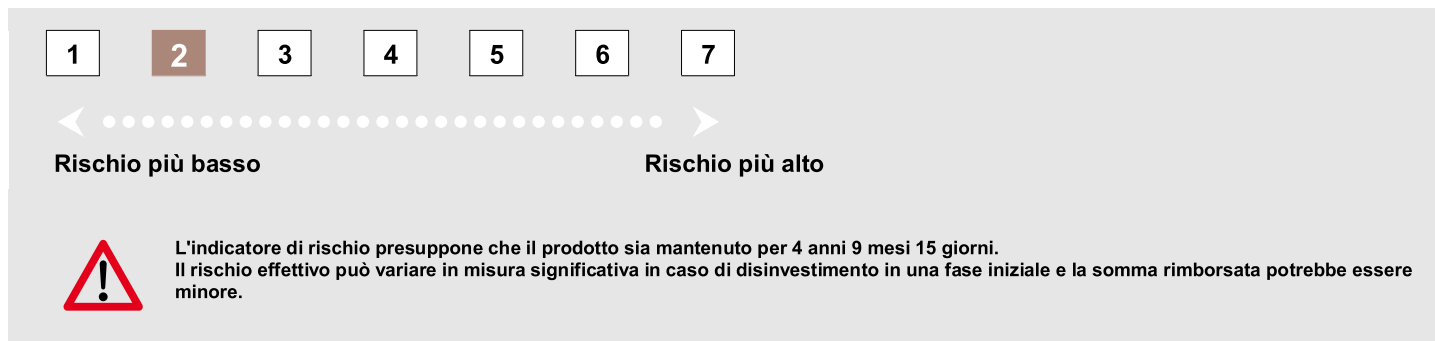 1 2 3 4 5 6 7
Rischio più basso Rischio più alto
L'indicatore di rischio presuppone che il prodotto sia mantenuto per 4 anni 9 mesi 15 giorni.
Il rischio effettivo può variare in misura significativa in caso di disinvestimento in una fase iniziale e la somma rimborsata potrebbe essere
minore.